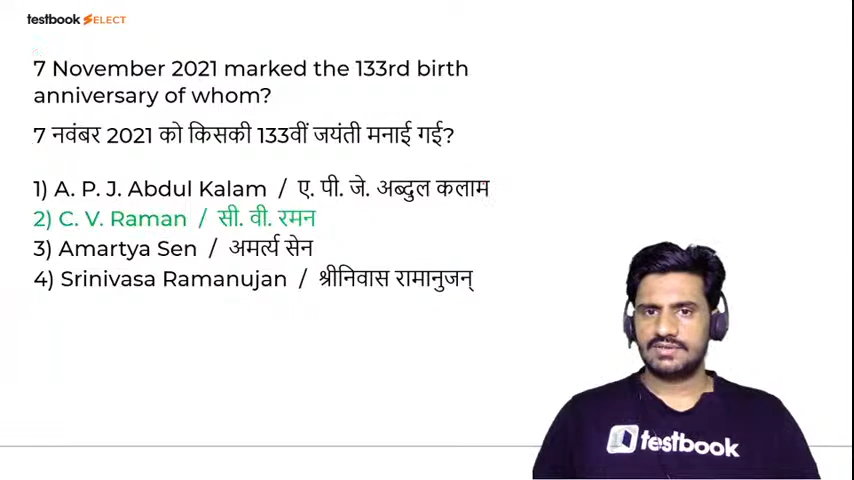 testbook SELECT
7 November 2021 marked the 133rd birth
anniversary of whom?
7 नवंबर 2021 को किसकी 133वीं जयंती मनाई गई?
1) A. P. J. Abdul Kalam / ए. पी. जे. अब्दुल कलाम
2) C. V. Raman / सी. वी. रमन
3) Amartya Sen / अमर्त्य सेन
4) Srinivasa Ramanujan / श्रीनिवास रामानुजन्
testbook